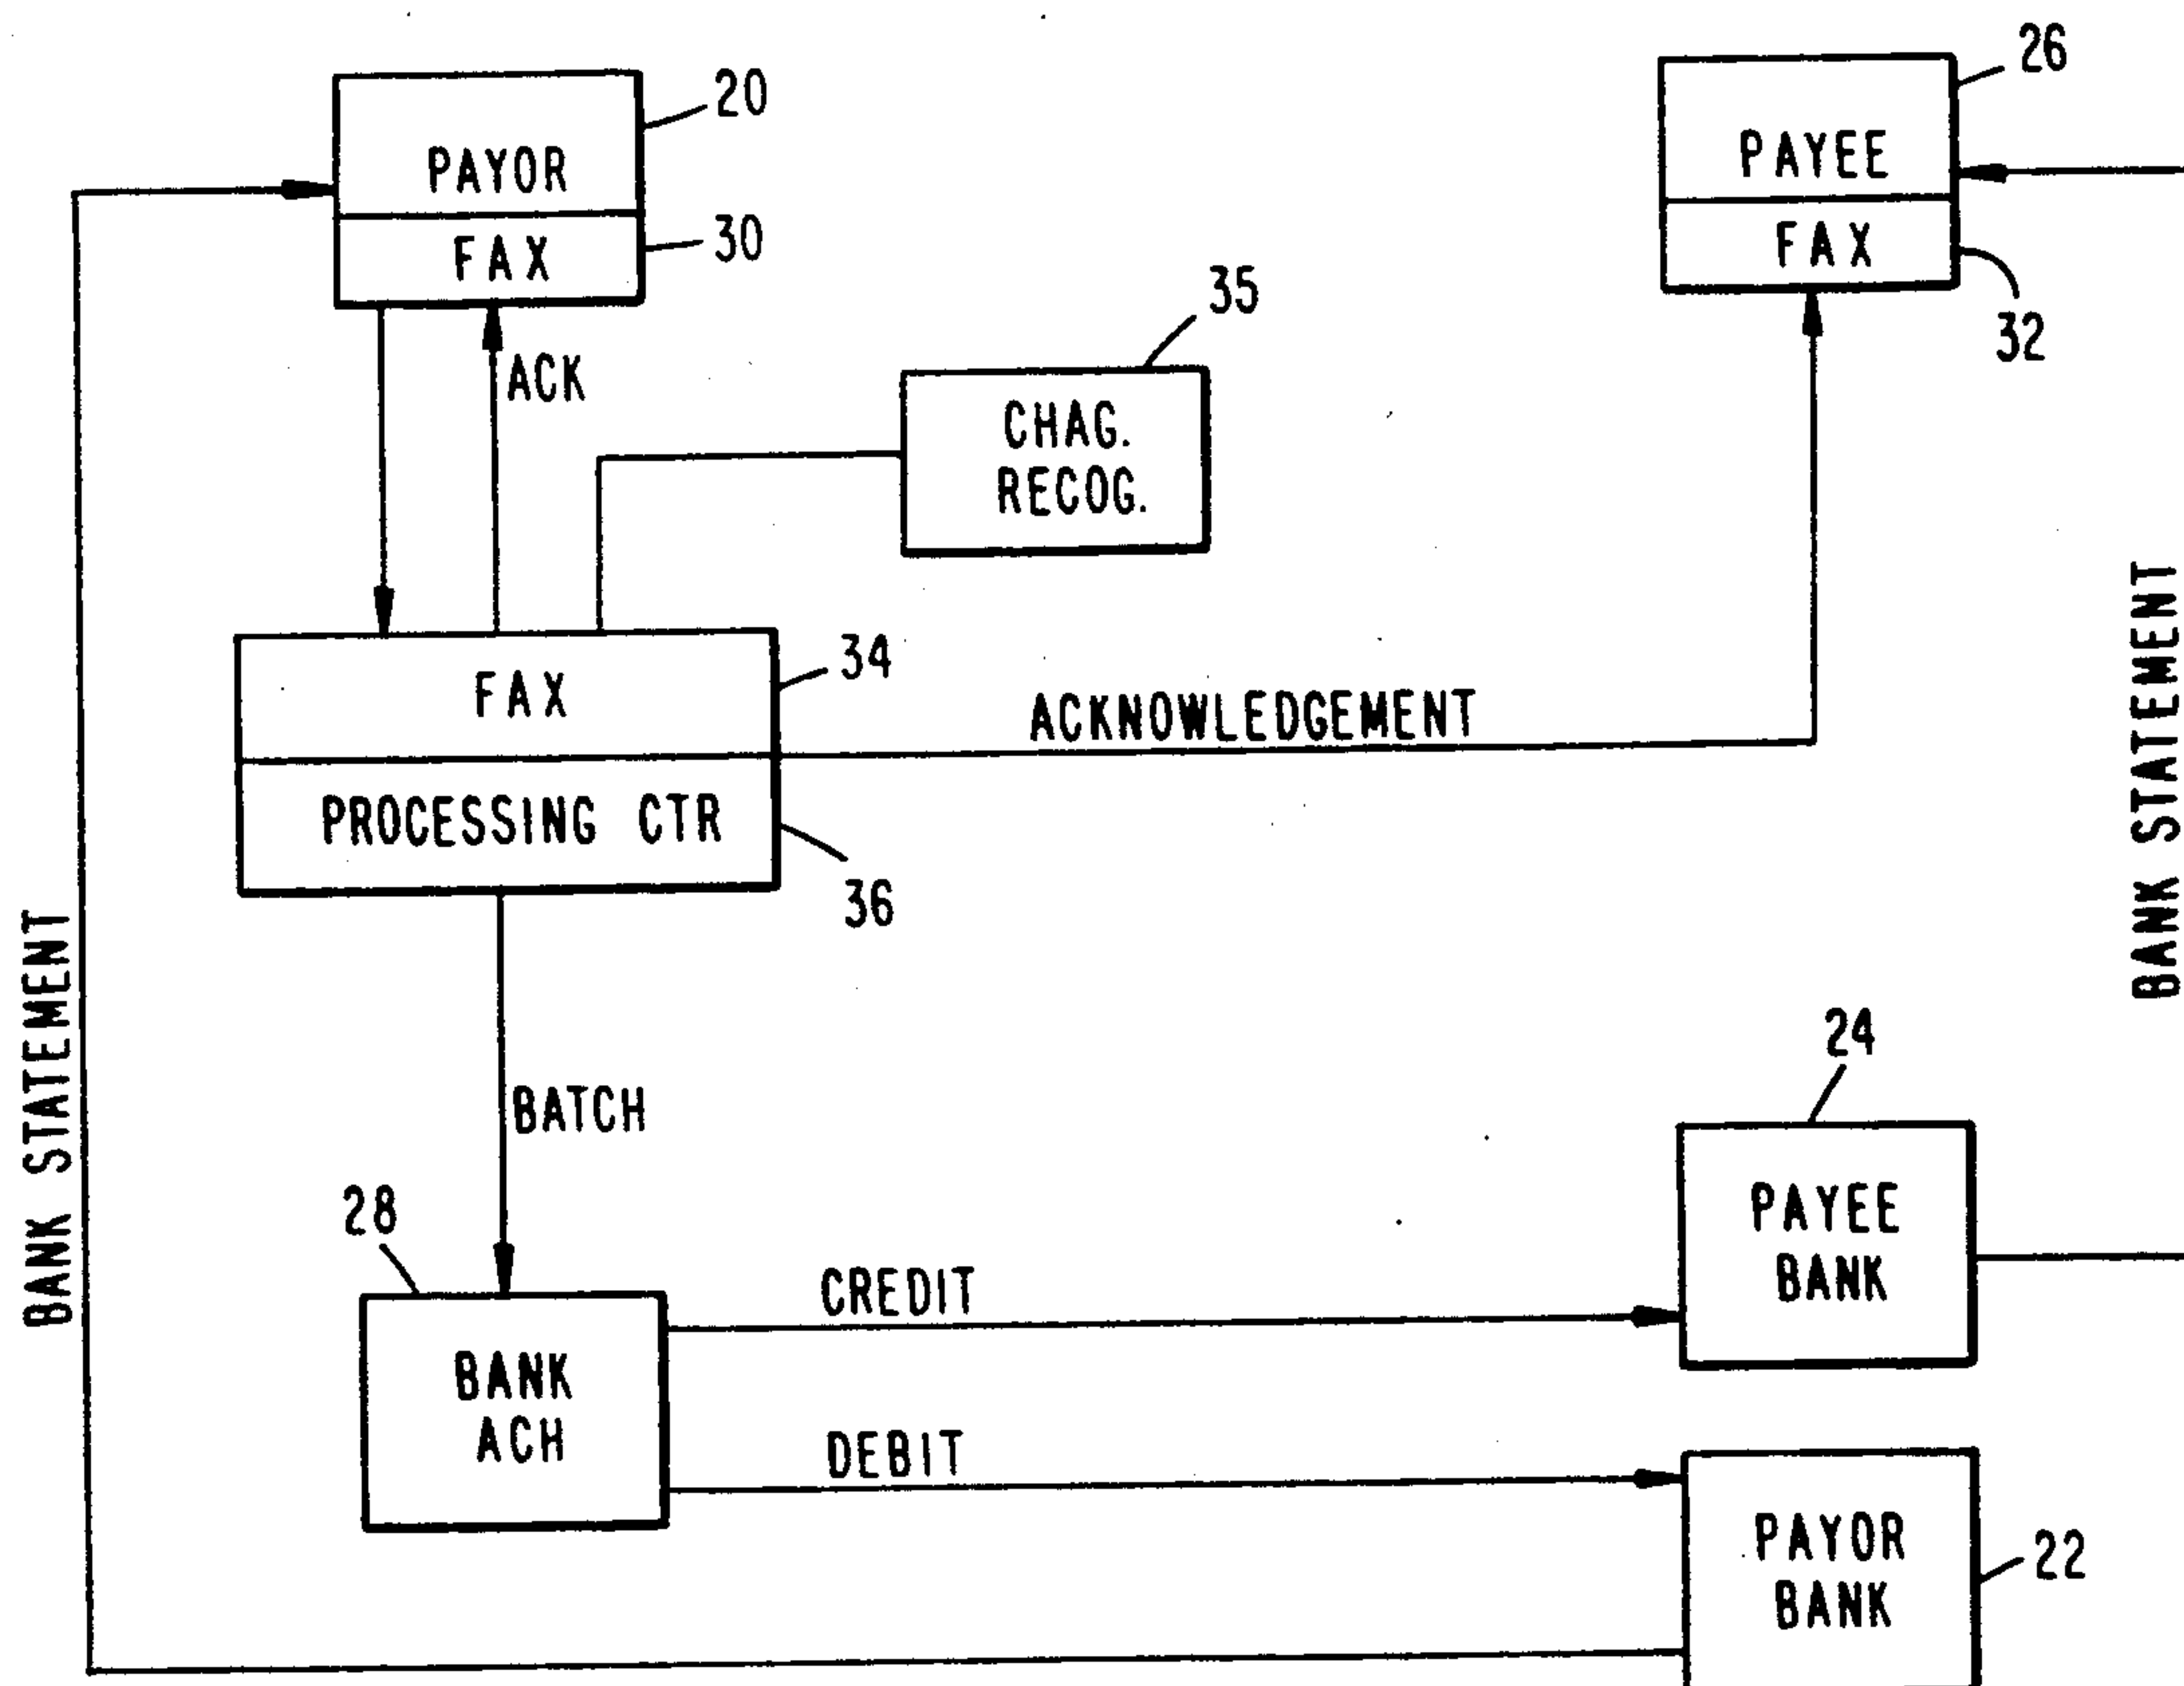 20
PAYOR
FAX
30
26
PAYEE
FAX
32
ACK
35
CHAG.
RECOG.
FAX
34
ACKNOWLEDGEMENT
PROCESSING CTR
36
BANK STATEMENT
BANK STATEMENT
BATCH
28
BANK
ACH
CREDIT
DEBIT
24
PAYEE
BANK
PAYOR
BANK
22